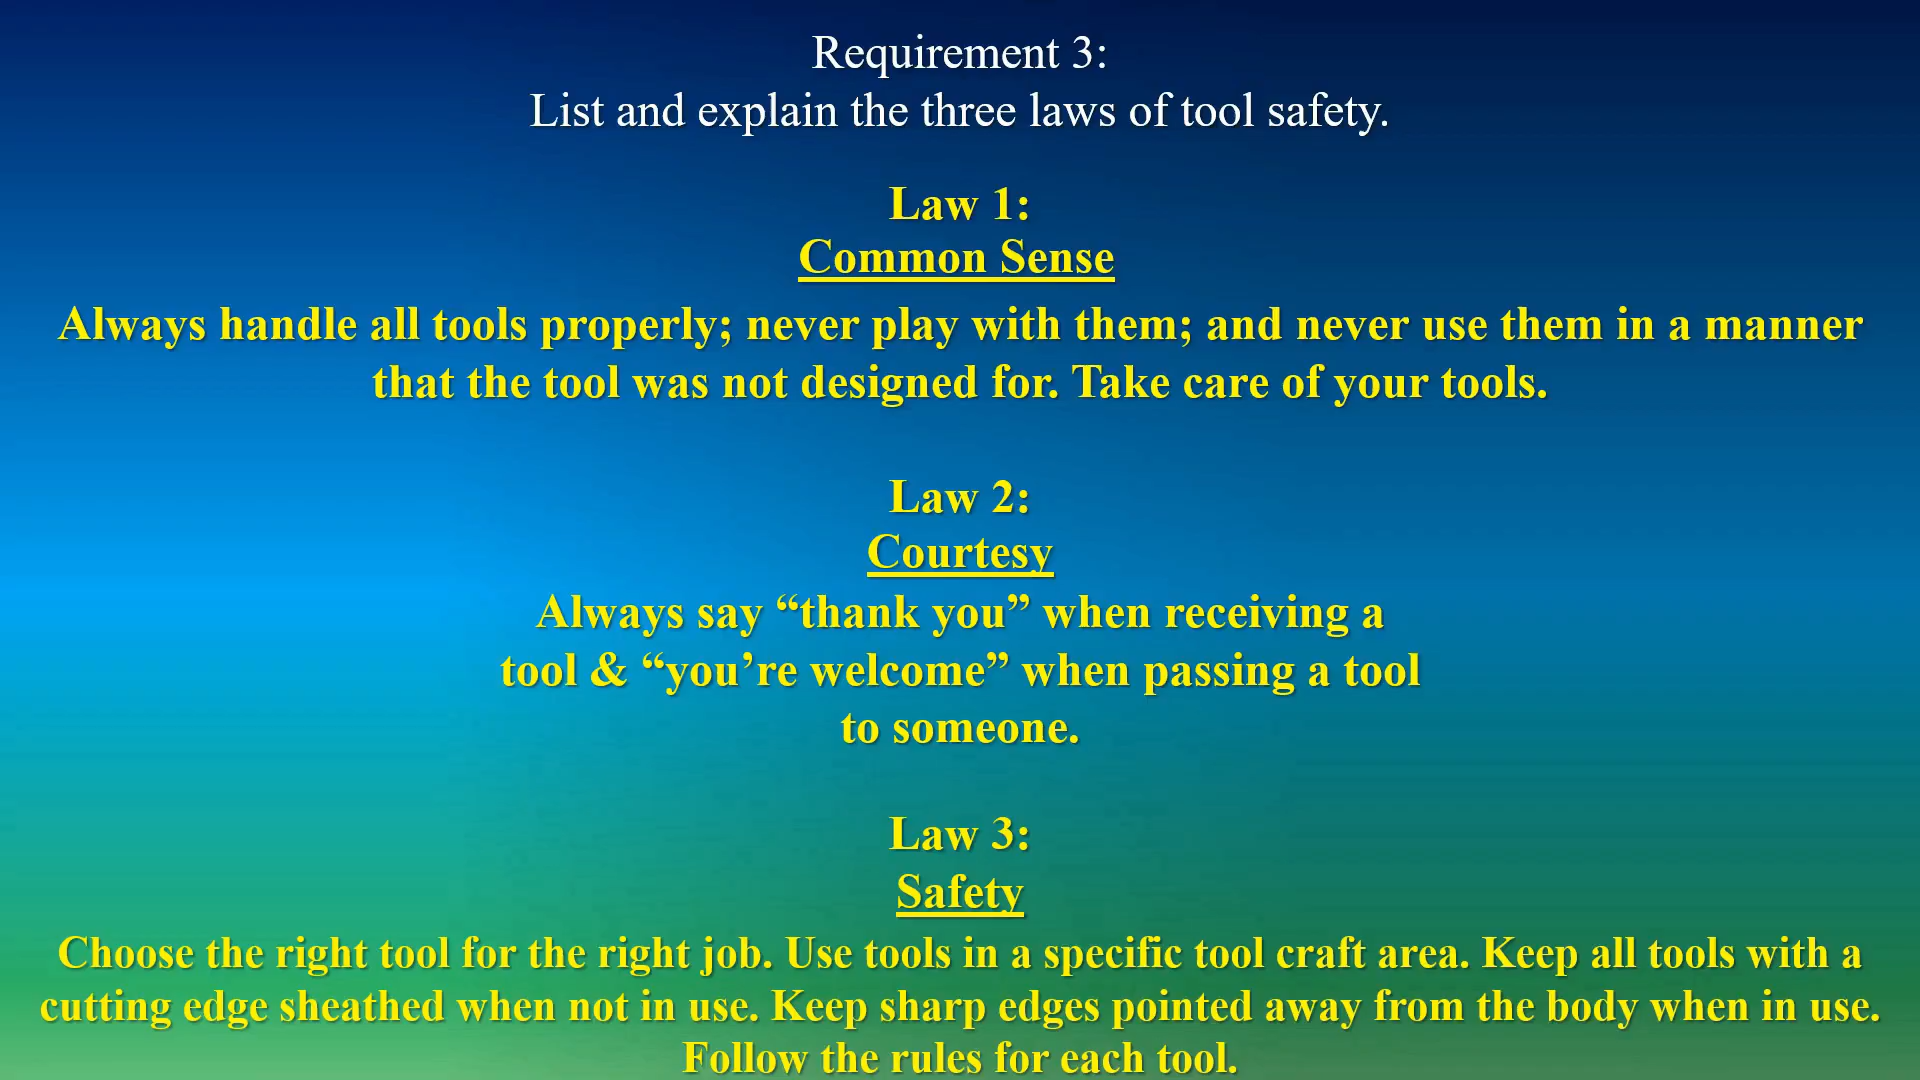 Requirement 3:
List and explain the three laws of tool safety.
Law 1:
Common Sense
Always handle all tools properly; never play with them; and never use them in a manner
that the tool was not designed for. Take care of your tools.
Law 2:
Courtesy
Always say “thank you” when receiving a
tool & “you’re welcome” when passing a tool
to someone.
Law 3:
Safety
Choose the right tool for the right job. Use tools in a specific tool craft area. Keep all tools with a
cutting edge sheathed when not in use. Keep sharp edges pointed away from the body when in use.
Follow the rules for each tool.